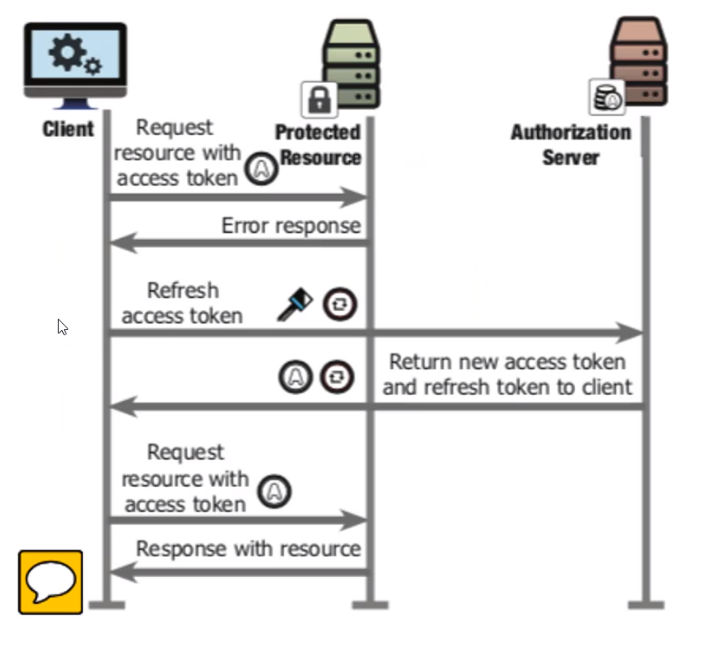 Client
Protected
Resource
Authorization
Server
Request
resource with
access token
A
Error response
Refresh
access token
Return new access token
and refresh token to client
A
Request
resource with
access token
A
Response with resource